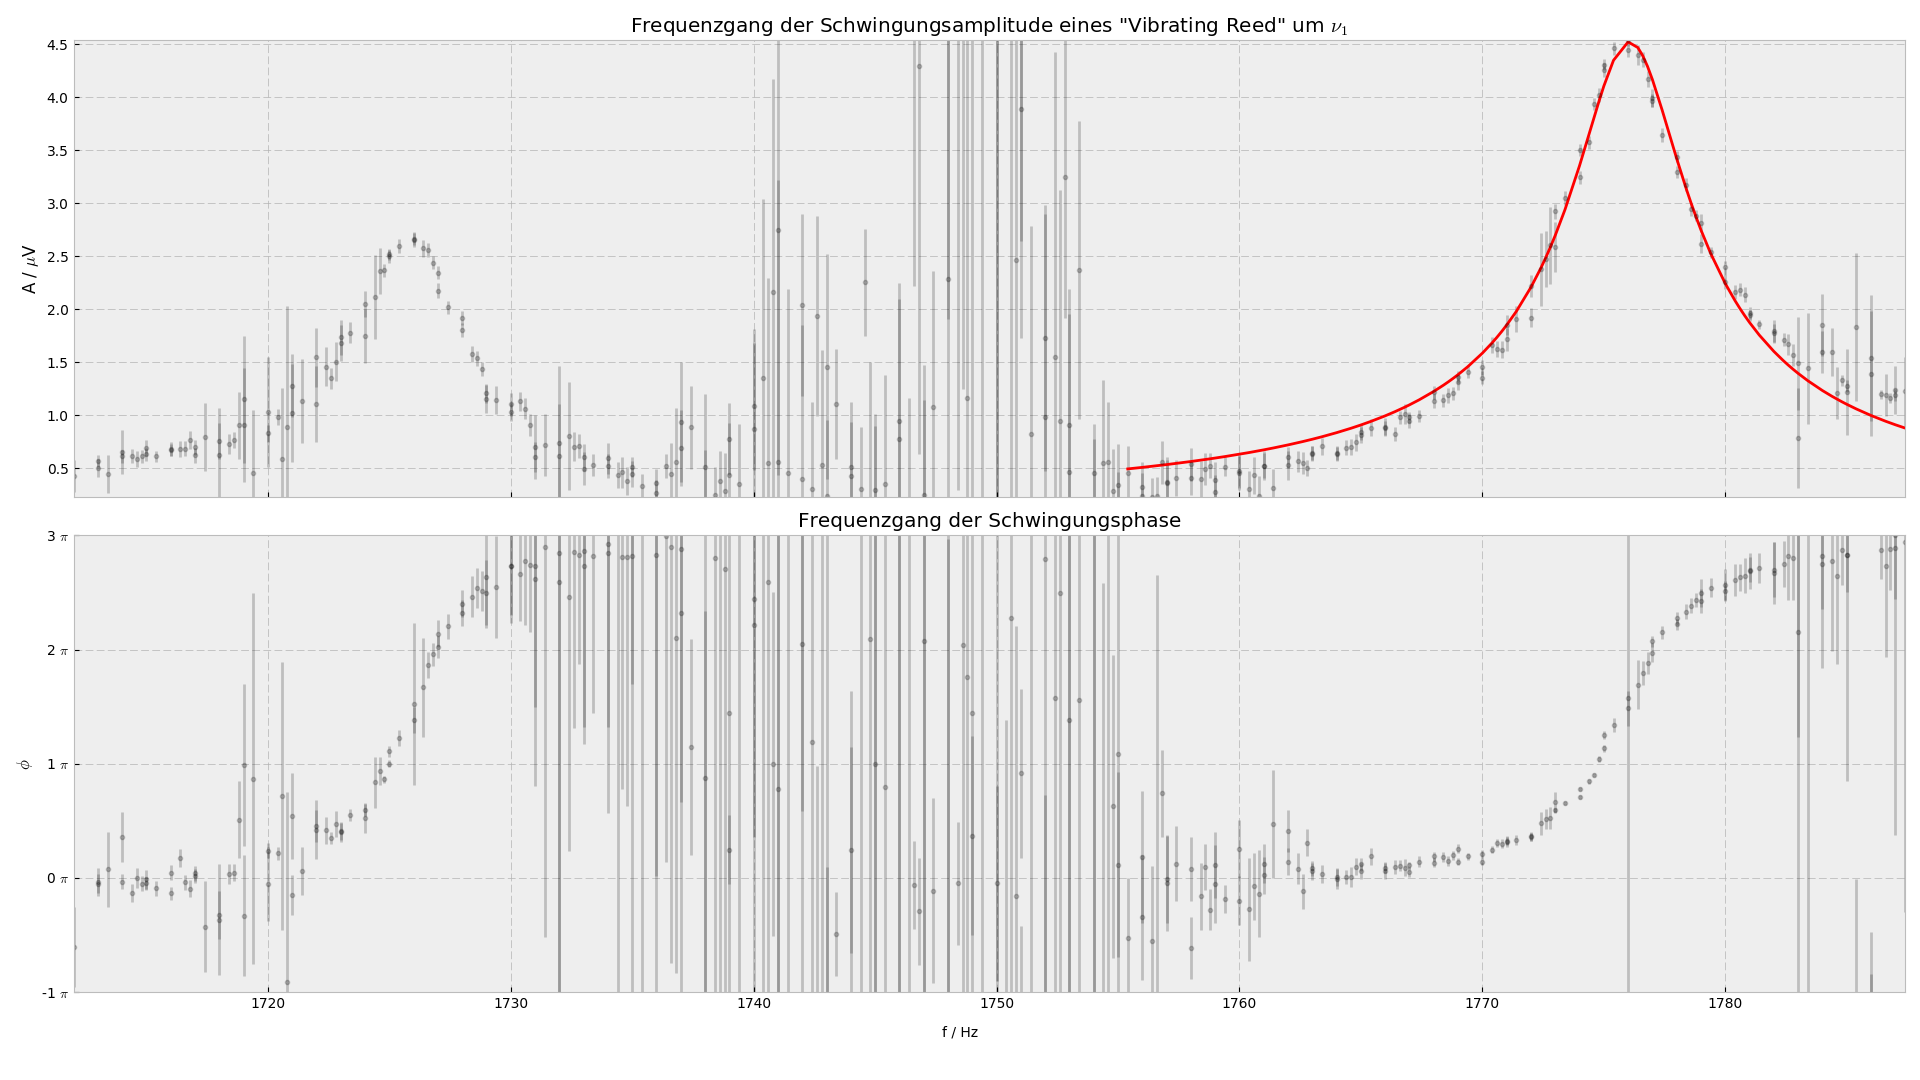 Frequenzgang der Schwingungsamplitude eines "Vibrating Reed" um ν₁
4.5
4.0
3.5
3.0
2.5
2.0
1.5
1.0
0.5
A / μV
Frequenzgang der Schwingungsphase
3 π
2 π
1 π
0 π
-1 π
ϕ
1720 1730 1740 1750 1760 1770 1780
f / Hz